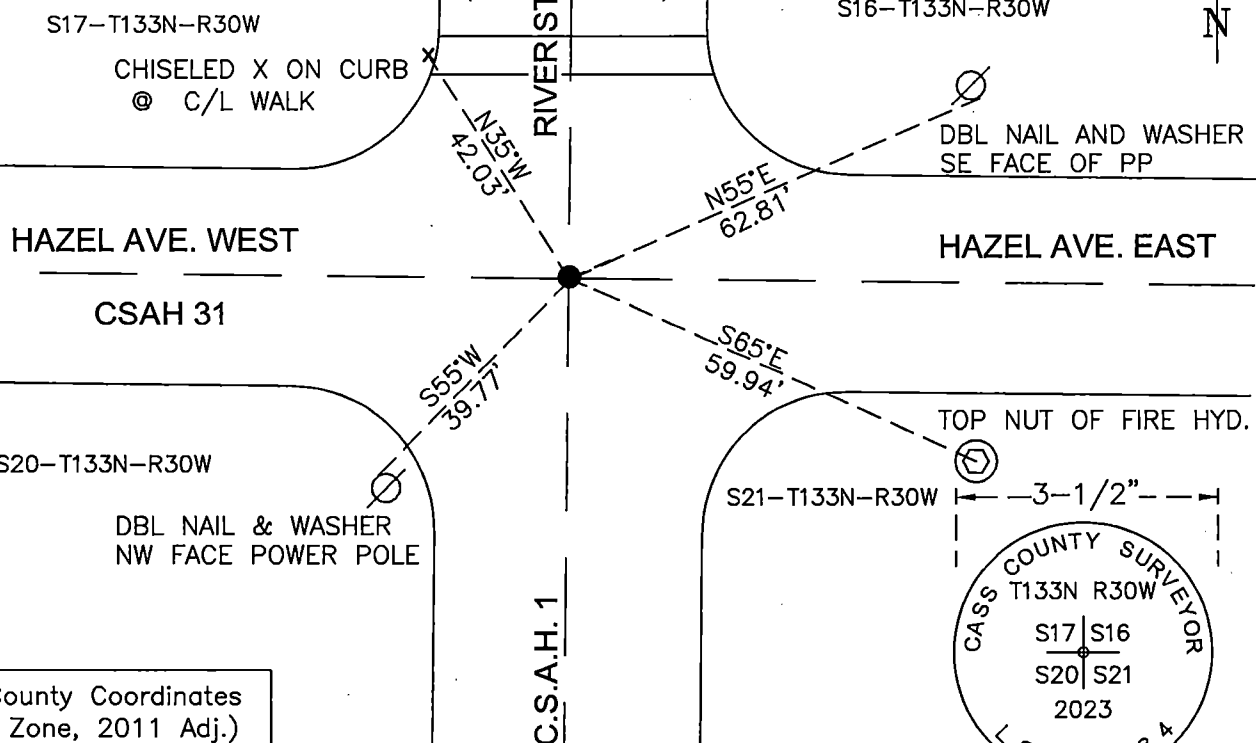 S17-T133N-R30W
RIVER ST
S16-T133N-R30W
N
CHISELED X ON CURB
@ C/L WALK
X
DBL NAIL AND WASHER
SE FACE OF PP
N35°W
42.03'
N55°E
62.81'
HAZEL AVE. WEST
HAZEL AVE. EAST
CSAH 31
S55°W
39.77'
S65°E
59.94'
TOP NUT OF FIRE HYD.
S20-T133N-R30W
S21-T133N-R30W
3-1/2"
DBL NAIL & WASHER
NW FACE POWER POLE
C.S.A.H. 1
CASS COUNTY SURVEYOR
T133N R30W
S17 S16
S20 S21
2023
County Coordinates
Zone, 2011 Adj.)